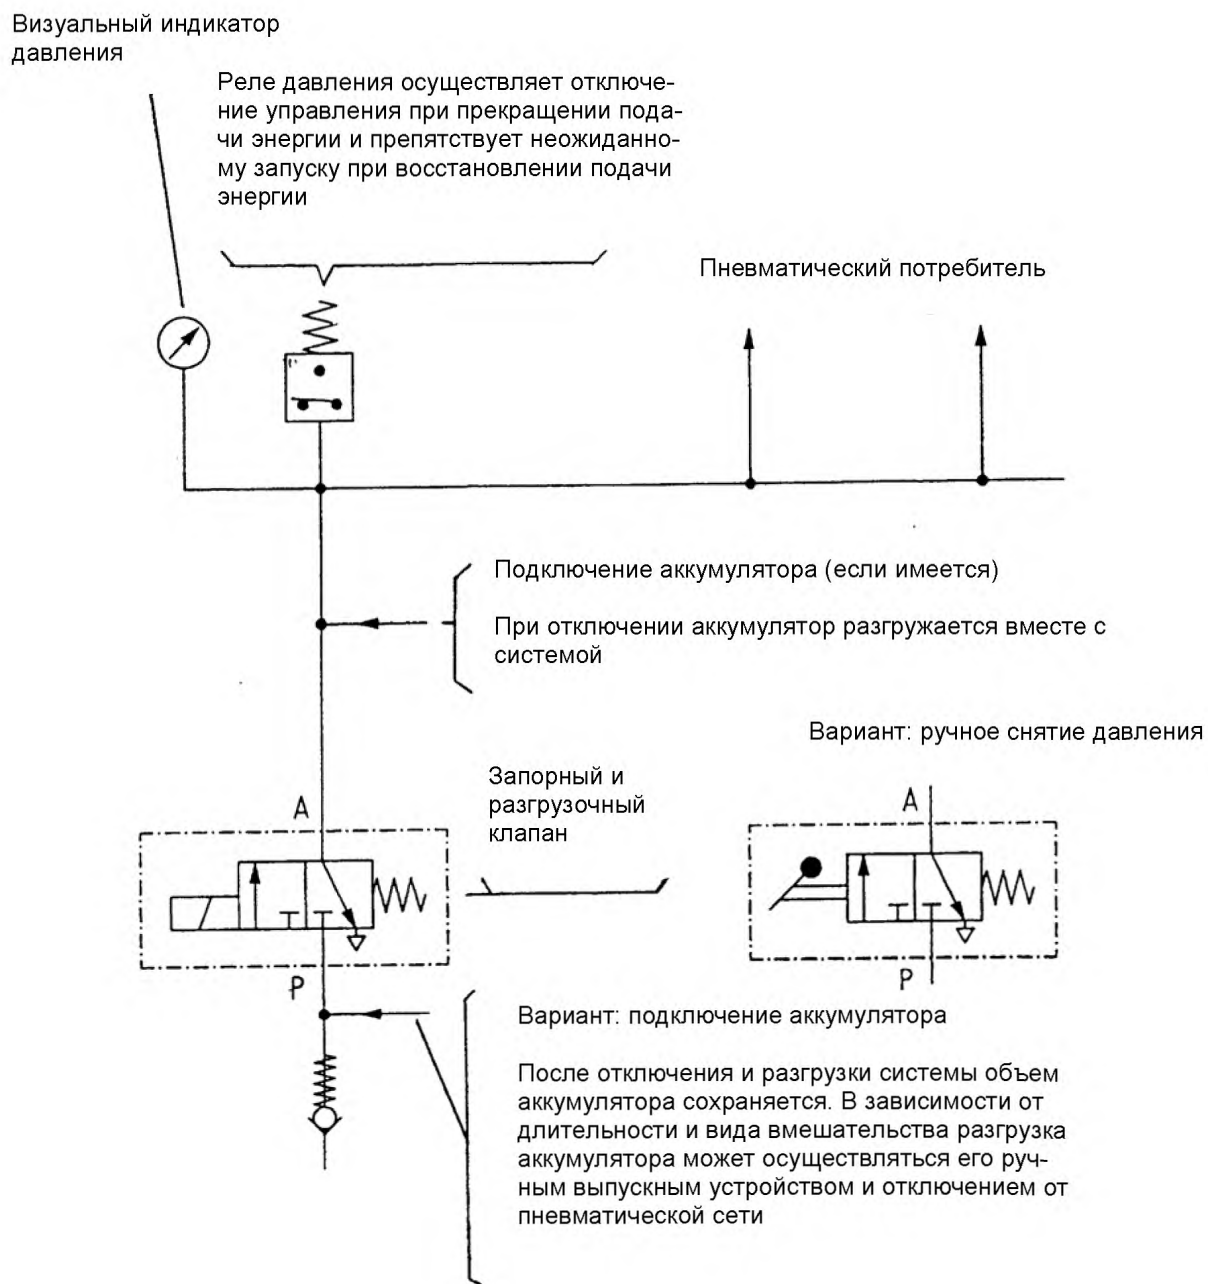 Визуальный индикатор
давления
Реле давления осуществляет отключе-
ние управления при прекращении пода-
чи энергии и препятствует неожиданно-
му запуску при восстановлении подачи
энергии
Пневматический потребитель
Подключение аккумулятора (если имеется)
При отключении аккумулятор разгружается вместе с
системой
Вариант: ручное снятие давления
Запорный и
разгрузочный
клапан
A
A
P
P
Вариант: подключение аккумулятора
После отключения и разгрузки системы объем
аккумулятора сохраняется. В зависимости от
длительности и вида вмешательства разгрузка
аккумулятора может осуществляться его руч-
ным выпускным устройством и отключением от
пневматической сети